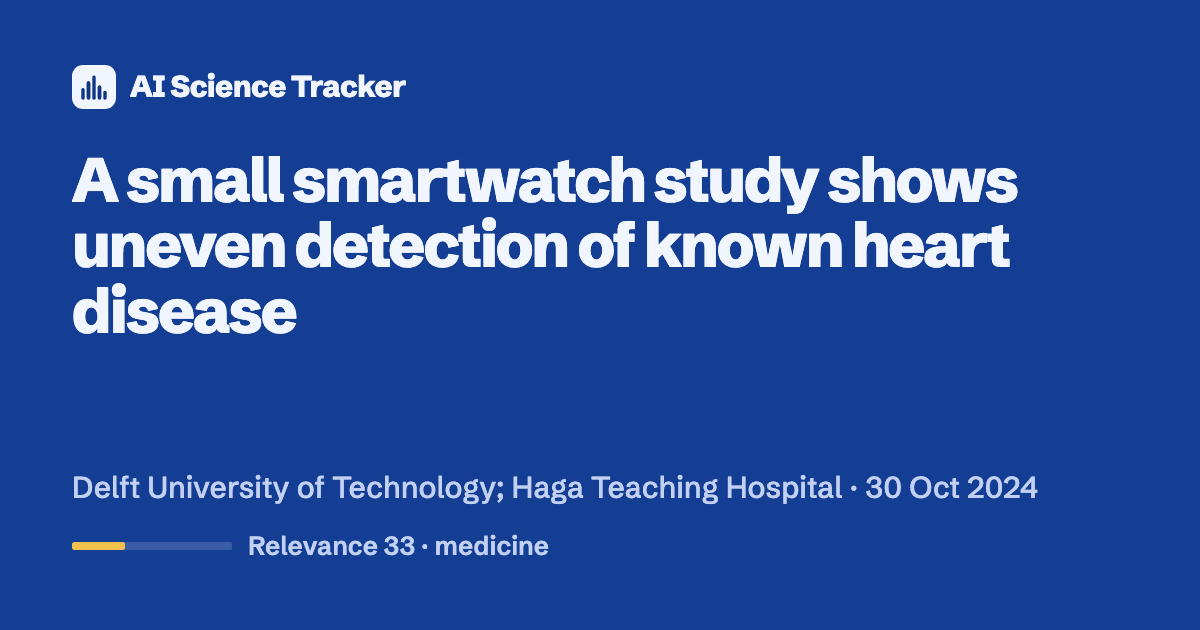 AI Science Tracker
A small smartwatch study shows
uneven detection of known heart
disease
Delft University of Technology; Haga Teaching Hospital · 30 Oct 2024
Relevance 33 · medicine